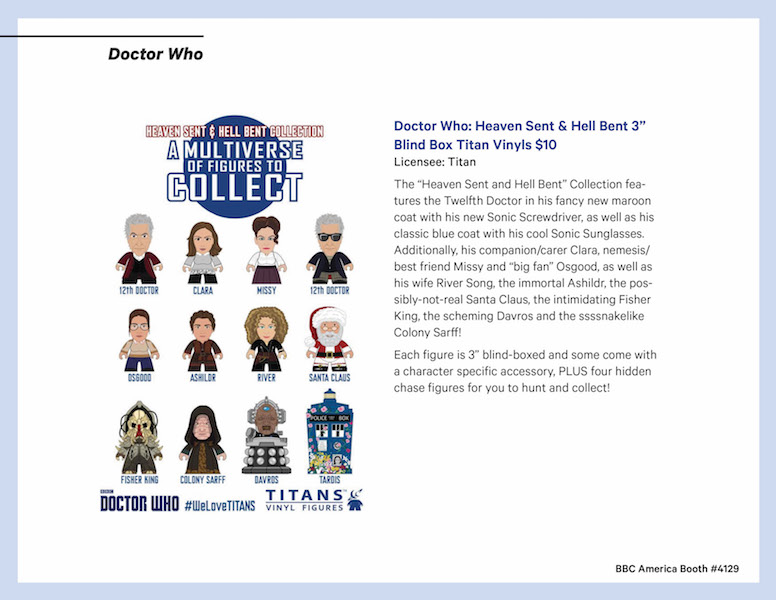 Doctor Who
HEAVEN SENT & HELL BENT COLLECTION
A MULTIVERSE
OF FIGURES TO
COLLECT
12th DOCTOR
CLARA
MISSY
12th DOCTOR
OSGOOD
ASHILDR
RIVER
SANTA CLAUS
POLICE BOX
FISHER KING
COLONY SARFF
DAVROS
TARDIS
BBC
DOCTOR WHO
#WeLoveTITANS
TITANS™
VINYL FIGURES
Doctor Who: Heaven Sent & Hell Bent 3”
Blind Box Titan Vinyls $10
Licensee: Titan
The “Heaven Sent and Hell Bent” Collection fea-
tures the Twelfth Doctor in his fancy new maroon
coat with his new Sonic Screwdriver, as well as his
classic blue coat with his cool Sonic Sunglasses.
Additionally, his companion/carer Clara, nemesis/
best friend Missy and “big fan” Osgood, as well as
his wife River Song, the immortal Ashildr, the pos-
sibly-not-real Santa Claus, the intimidating Fisher
King, the scheming Davros and the ssssnakelike
Colony Sarff!
Each figure is 3” blind-boxed and some come with
a character specific accessory, PLUS four hidden
chase figures for you to hunt and collect!
BBC America Booth #4129